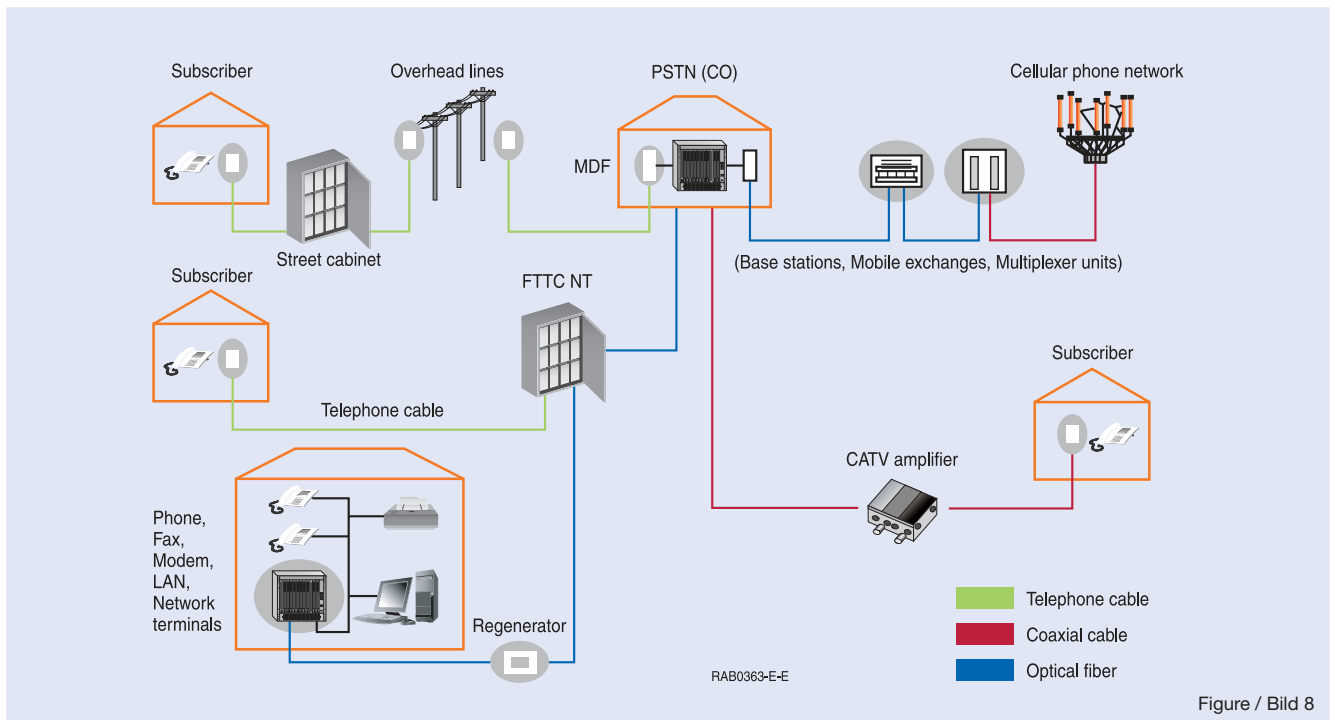 Subscriber
Overhead lines
PSTN (CO)
Cellular phone network
MDF
Street cabinet
(Base stations, Mobile exchanges, Multiplexer units)
Subscriber
FTTC NT
Subscriber
Telephone cable
CATV amplifier
Phone,
Fax,
Modem,
LAN,
Network
terminals
Regenerator
Telephone cable
Coaxial cable
Optical fiber
RAB0363-E-E
Figure / Bild 8